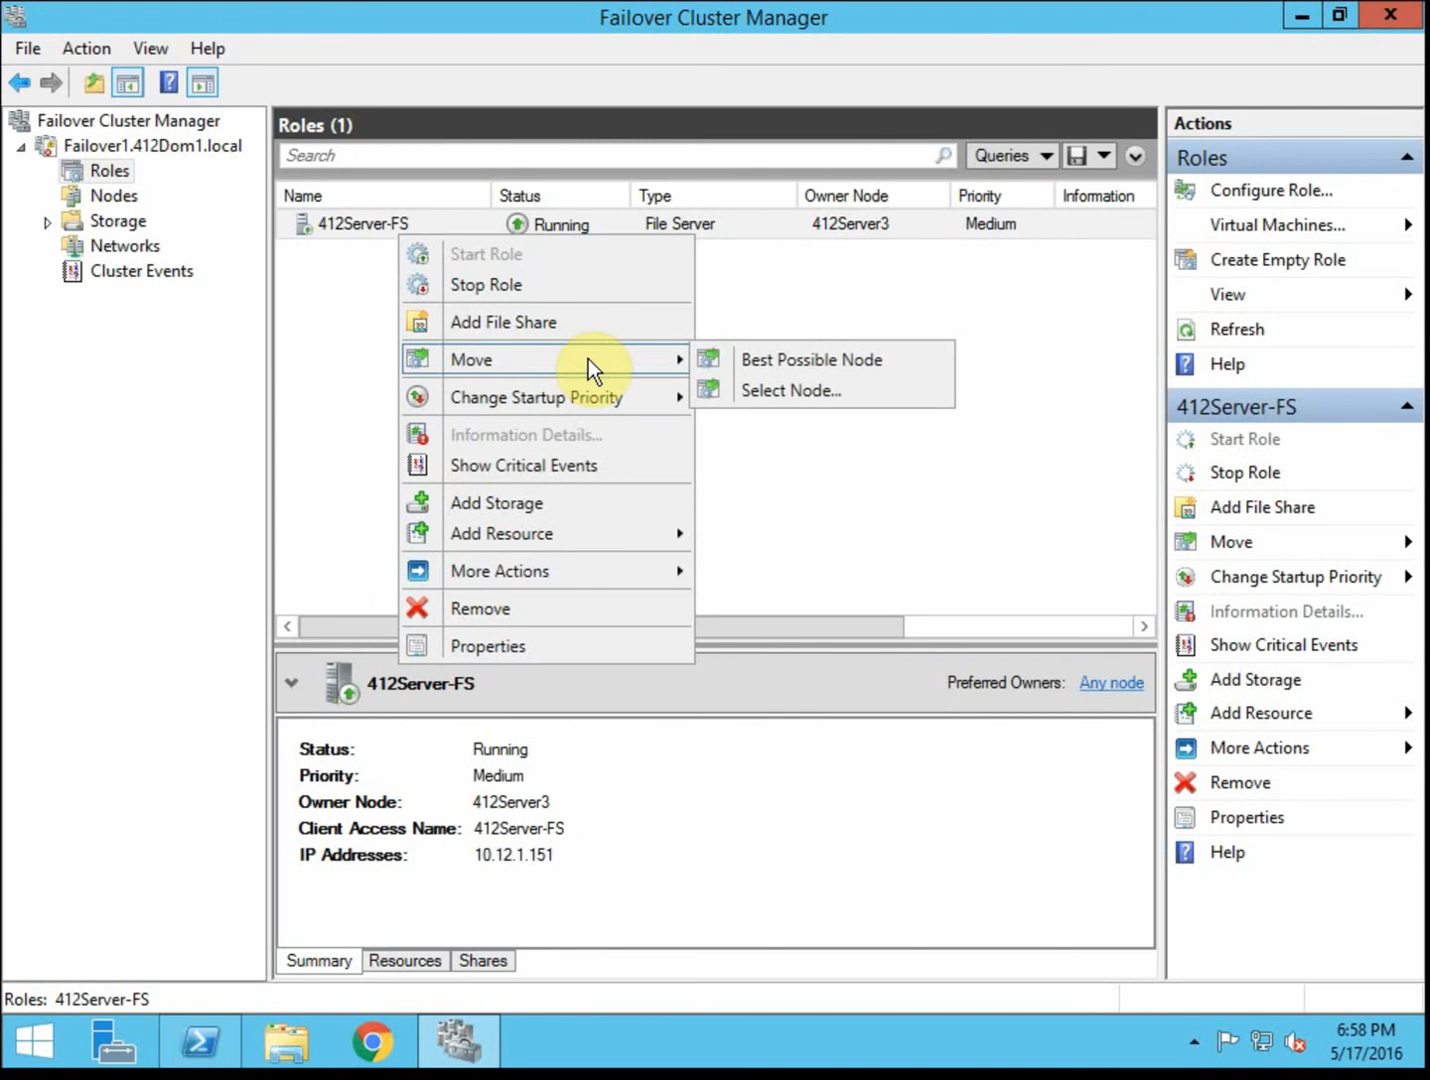 Failover Cluster Manager
File Action View Help
Failover Cluster Manager
Failover1.412Dom1.local
Roles
Nodes
Storage
Networks
Cluster Events
Roles (1)
Search
Queries
Name Status Type Owner Node Priority Information
412Server-FS Running File Server 412Server3 Medium
Start Role
Stop Role
Add File Share
Move
Change Startup Priority
Information Details...
Show Critical Events
Add Storage
Add Resource
More Actions
Remove
Properties
Best Possible Node
Select Node...
412Server-FS
Preferred Owners: Any node
Status: Running
Priority: Medium
Owner Node: 412Server3
Client Access Name: 412Server-FS
IP Addresses: 10.12.1.151
Summary Resources Shares
Actions
Roles
Configure Role...
Virtual Machines...
Create Empty Role
View
Refresh
Help
412Server-FS
Start Role
Stop Role
Add File Share
Move
Change Startup Priority
Information Details...
Show Critical Events
Add Storage
Add Resource
More Actions
Remove
Properties
Help
Roles: 412Server-FS
6:58 PM
5/17/2016